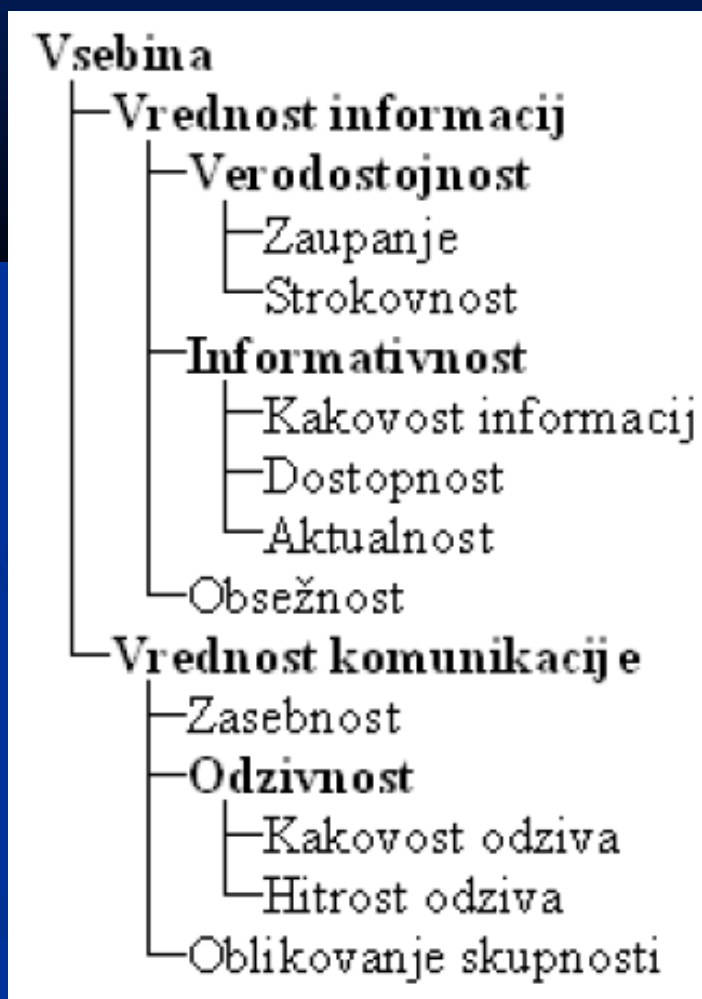 Vsebina
Vrednost informacij
Verodostojnost
Zaupanje
Strokovnost
Informativnost
Kakovost informacij
Dostopnost
Aktualnost
Obsežnost
Vrednost komunikacije
Zasebnost
Odzivnost
Kakovost odziva
Hitrost odziva
Oblikovanje skupnosti